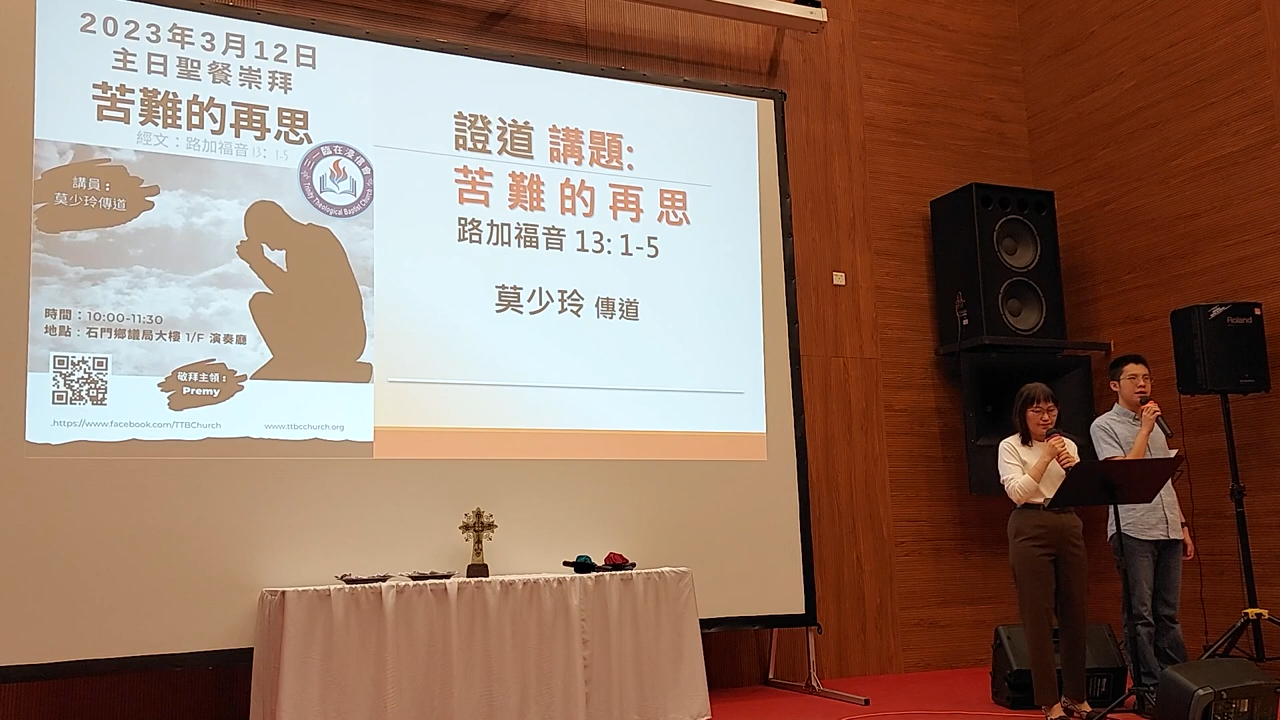 2023年3月12日
主日聖餐崇拜
苦難的再思
經文：路加福音 13：1-5
講員：
莫少玲傳道
時間：10:00-11:30
地點：石門鄉議局大樓 1/F 演奏廳
敬拜主領：
Premy
.https://www.facebook.com/TTBChurch
www.ttbcchurch.org
Trinity Theological Baptist Church
證道 講題:
苦難的再思
路加福音 13: 1-5
莫少玲 傳道
Roland